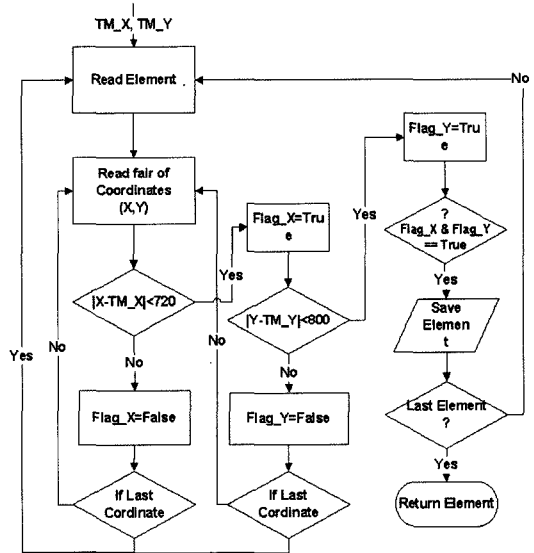 TM_X, TM_Y
Read Element
No
Read fair of
Coordinates
(X,Y)
Flag_X=Tru
e
Flag_Y=Tru
e
Yes
?
Flag_X & Flag_Y
== True
|X-TM_X|<720
Yes
|Y-TM_Y|<800
Yes
Save
Elemen
t
Yes
No
No
No
No
Flag_X=False
Flag_Y=False
Last Element
?
Yes
If Last
Cordinate
If Last
Cordinate
Return Element